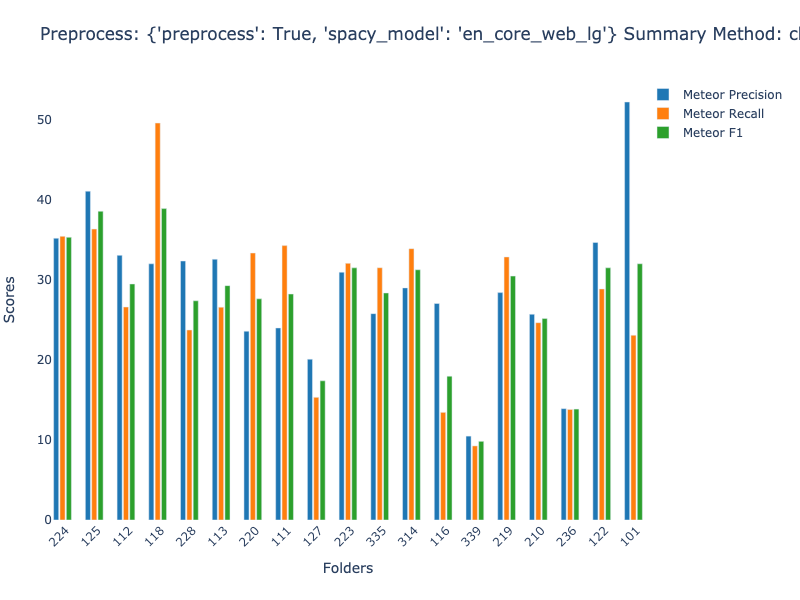 Preprocess: {'preprocess': True, 'spacy_model': 'en_core_web_lg'} Summary Method:
Meteor Precision
Meteor Recall
Meteor F1
Scores
50
40
30
20
10
0
224 125 112 118 228 113 220 111 127 223 335 314 116 339 219 210 236 122 101
Folders